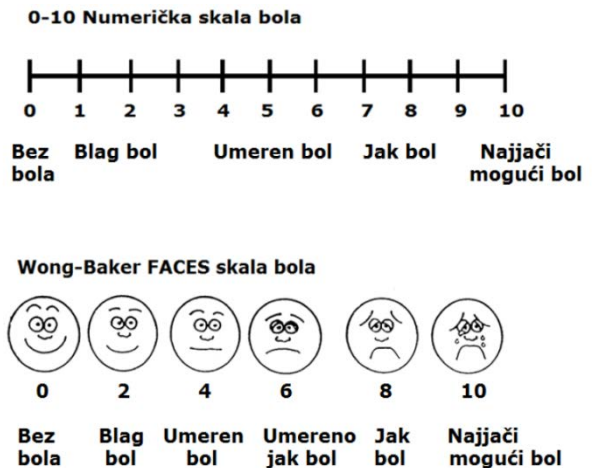 0-10 Numerička skala bola
0 1 2 3 4 5 6 7 8 9 10
Bez bola Blag bol Umeren bol Jak bol Najjači mogući bol
Wong-Baker FACES skala bola
0 2 4 6 8 10
Bez bola Blag bol Umeren bol Umereno jak bol Jak bol Najjači mogući bol